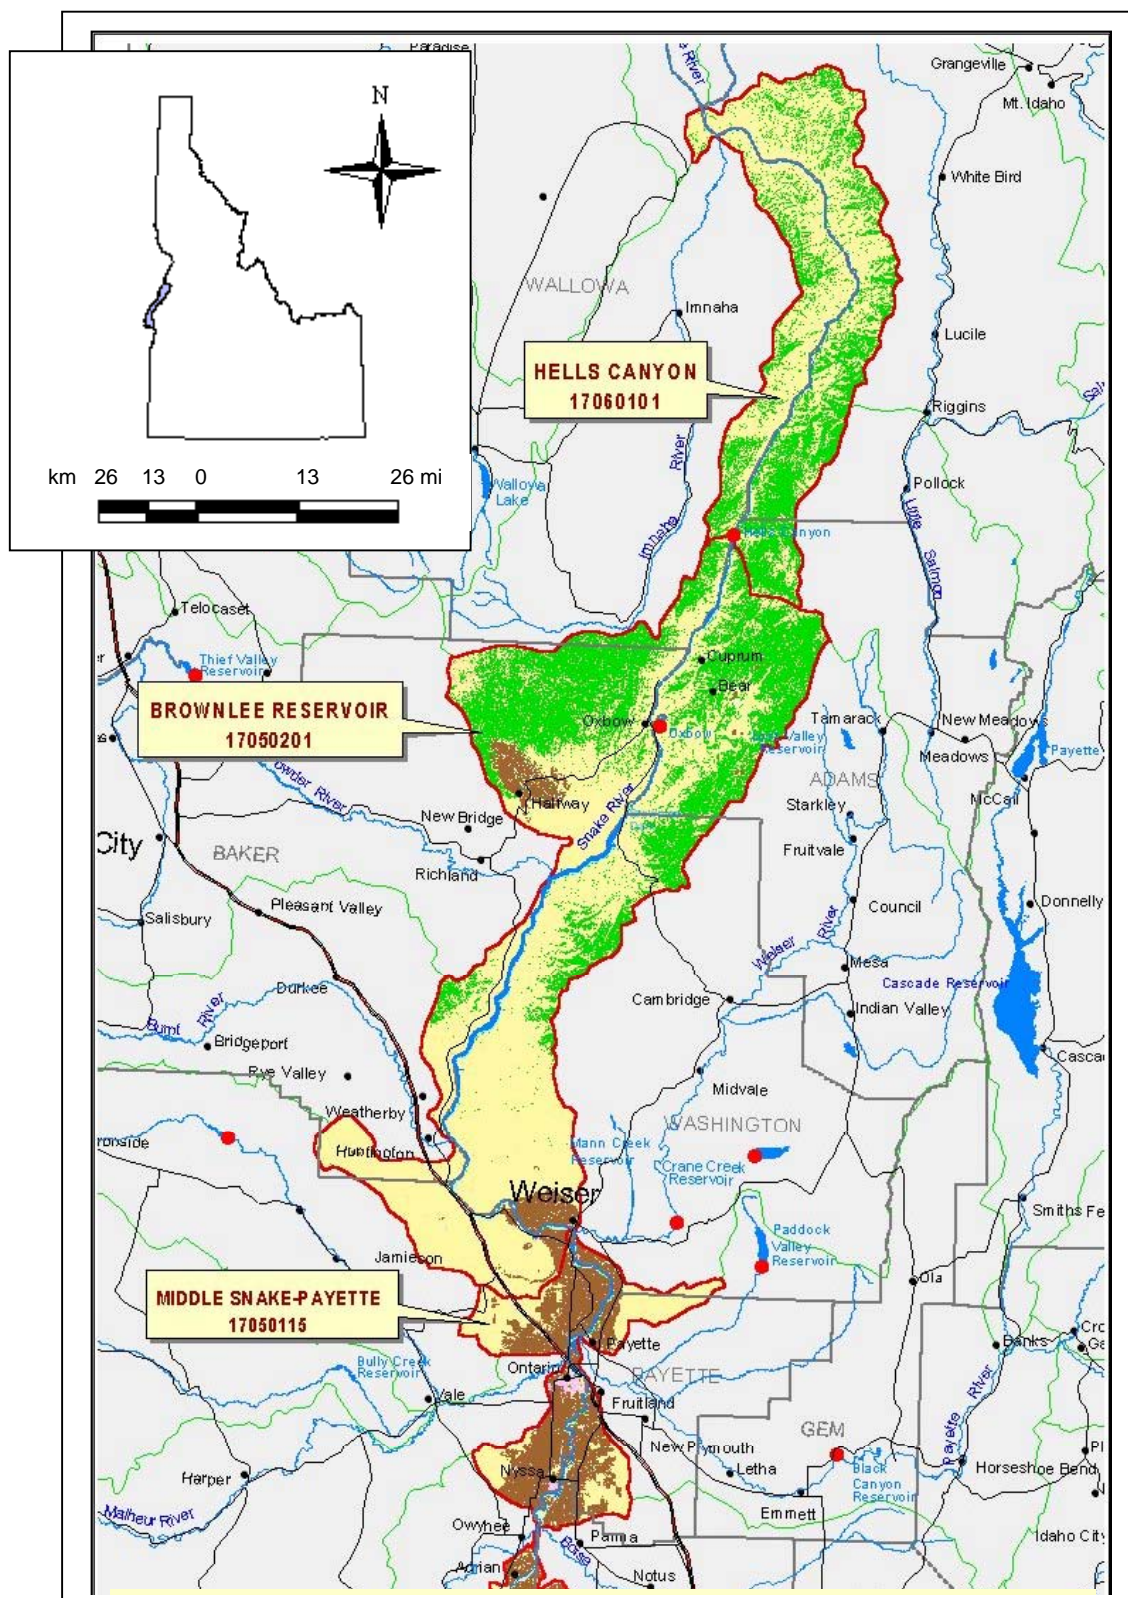 Paradise
River
Grangeville
Mt. Idaho
N
White Bird
WALLOWA
Imnaha
Lucile
HELLS CANYON
17060101
Riggins
River
km 26 13 0 13 26 mi
Wallowa
Lake
Pollock
Imnaha
Little
Salmon
Telocaset
Thief Valley
Reservoir
Cuprum
Bear
BROWNLEE RESERVOIR
17050201
Oxbow
Oxbow
Valley
Reservoir
Tamarack
New Meadows
Meadows
Payette
ADAMS
McCall
Halfway
Snake River
Starkley
New Bridge
City
BAKER
Richland
Fruitvale
Pleasant Valley
Salisbury
Council
Donnelly
Weiser
River
Mesa
Durkee
Cascade Reservoir
Cambridge
Indian Valley
Burnt
River
Bridgeport
Rye Valley
Midvale
Weatherby
WASHINGTON
Mann Creek
Reservoir
Huntington
Crane Creek
Reservoir
Weiser
Smiths Fe
Paddock
Valley
Reservoir
Jamieson
Ola
MIDDLE SNAKE-PAYETTE
17050115
Payette
Banks
Bully Creek
Reservoir
Ontario
PAYETTE
Vale
Fruitland
Payette River
GEM
New Plymouth
Nyssa
Letha
Black
Canyon
Reservoir
Horseshoe Bend
Harper
Emmett
Malheur River
Owyhee
Parma
Boise
Idaho City
Adrian
Notus